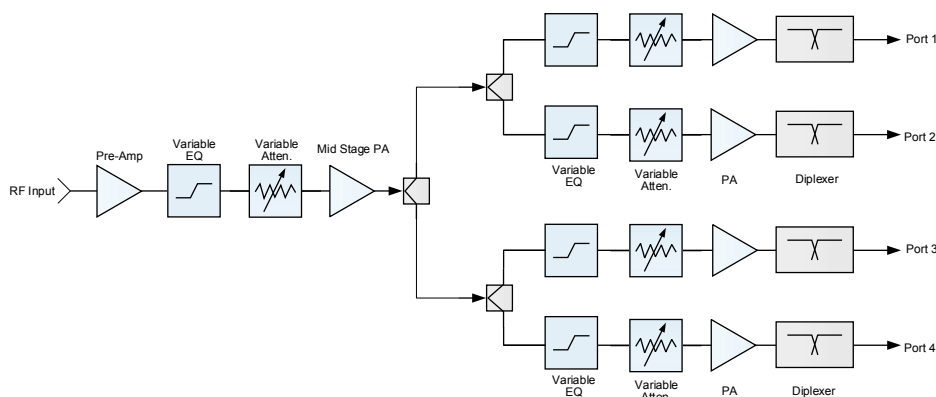 Port 1
Port 2
Variable
EQ
Variable
Atten.
PA
Diplexer
RF Input
Pre-Amp
Variable
EQ
Variable
Atten.
Mid Stage PA
Port 3
Port 4
Variable
EQ
Variable
Atten
PA
Diplexer